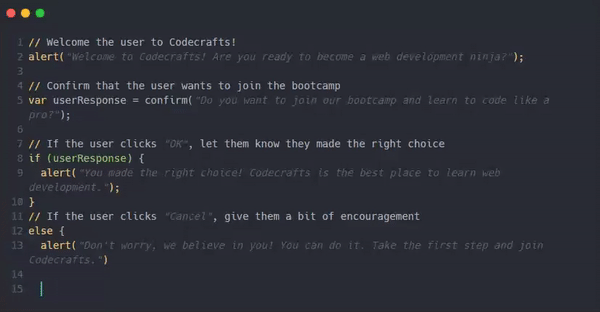 1 // Welcome the user to Codecrafts!
2 alert("Welcome to Codecrafts! Are you ready to become a web development ninja?");
3
4 // Confirm that the user wants to join the bootcamp
5 var userResponse = confirm("Do you want to join our bootcamp and learn to code like a
pro?");
6
7 // If the user clicks "OK", let them know they made the right choice
8 if (userResponse) {
9 alert("You made the right choice! Codecrafts is the best place to learn web
development.");
10 }
11 // If the user clicks "Cancel", give them a bit of encouragement
12 else {
13 alert("Don't worry, we believe in you! You can do it. Take the first step and join
Codecrafts.")
14
15